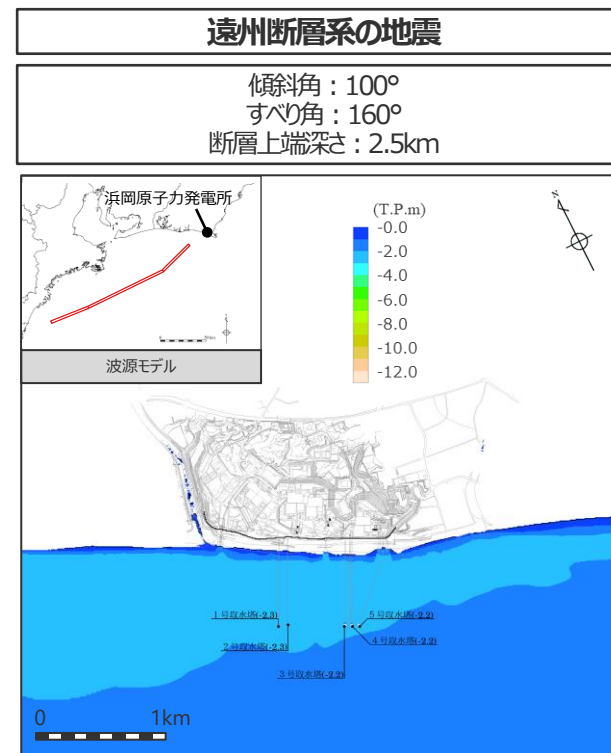 遠州断層系の地震
傾斜角：100°
すべり角：160°
断層上端深さ：2.5km
浜岡原子力発電所
波源モデル
(T.P.m)
-0.0
-2.0
-4.0
-6.0
-8.0
-10.0
-12.0
N
1号取水塔(-2.3)
5号取水塔(-2.2)
2号取水塔(-2.3)
4号取水塔(-2.2)
3号取水塔(-2.2)
0 1km